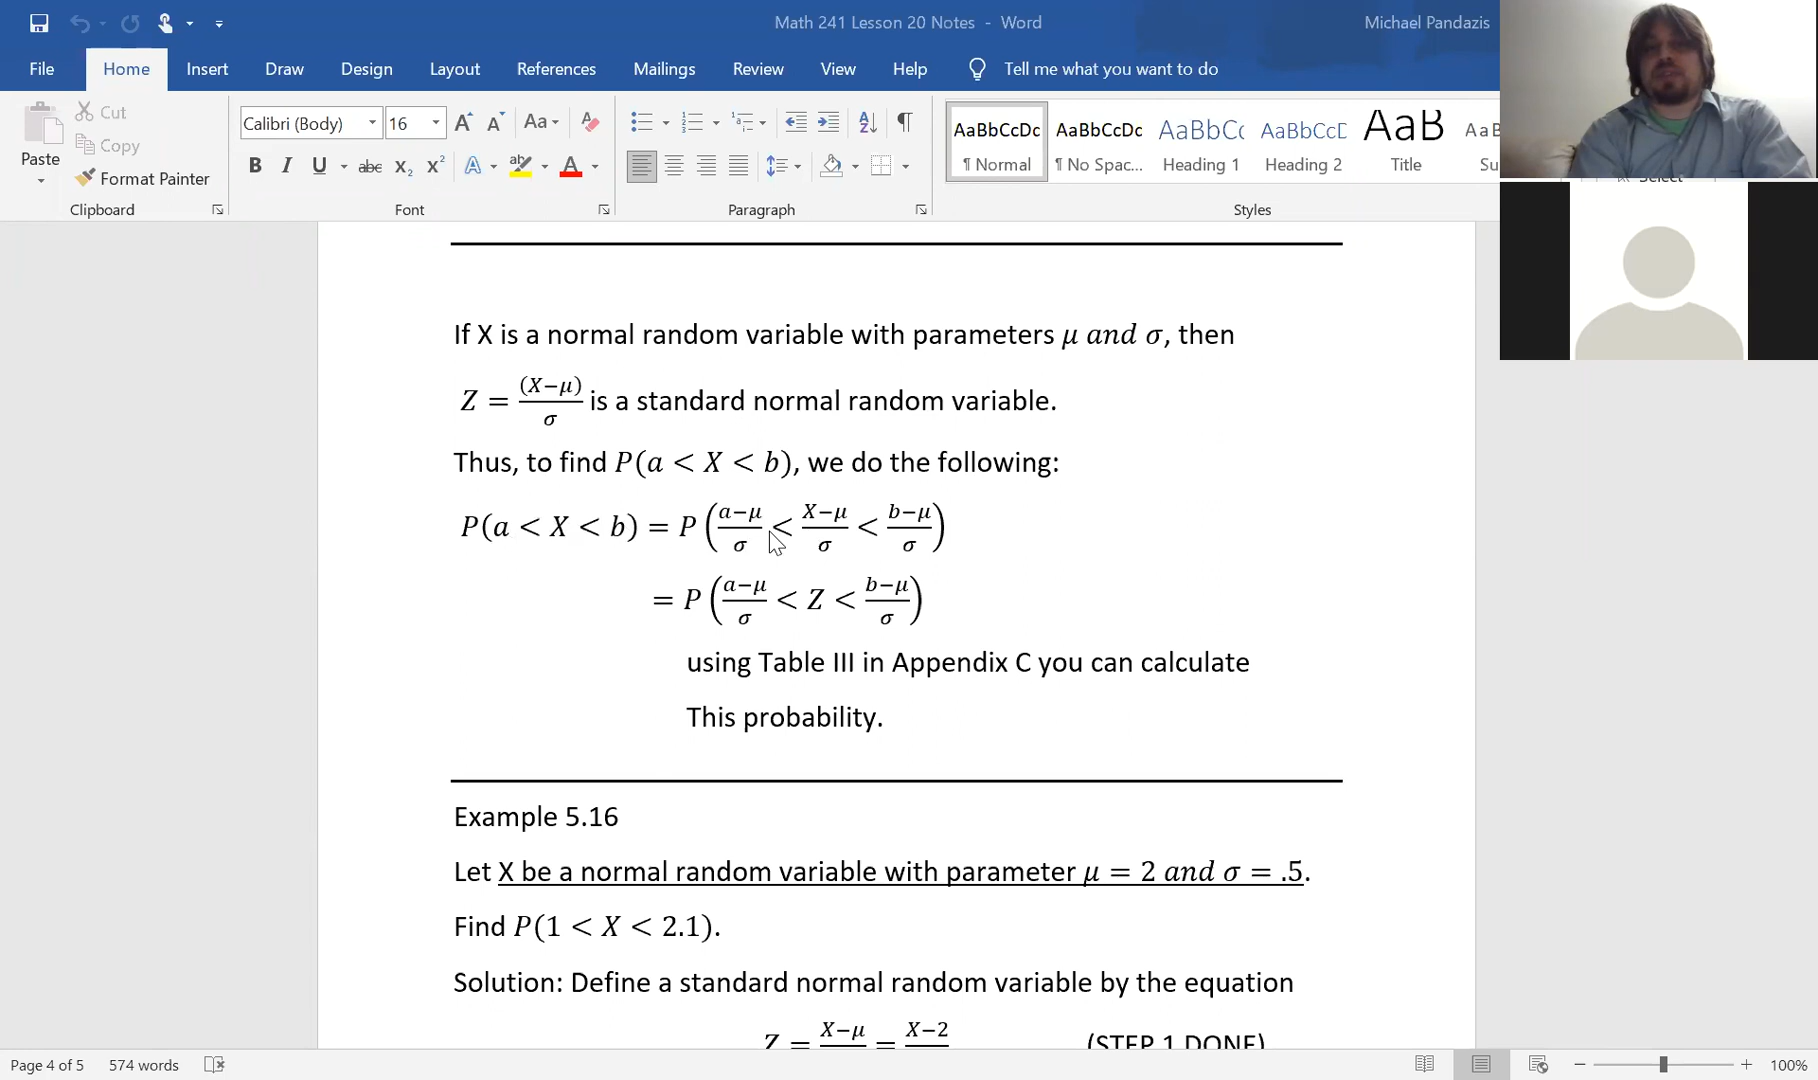 Math 241 Lesson 20 Notes - Word
Michael Pandazis
File Home Insert Draw Design Layout References Mailings Review View Help Tell me what you want to do
Paste
Cut
Copy
Format Painter
Clipboard
Calibri (Body) 16
Font
Paragraph
AaBbCcDc AaBbCcDc AaBbCc AaBbCcD AaB AaB
¶ Normal ¶ No Spac... Heading 1 Heading 2 Title Su
Styles
Select
If X is a normal random variable with parameters μ and σ, then
Z = (X−μ)/σ is a standard normal random variable.
Thus, to find P(a < X < b), we do the following:
P(a < X < b) = P((a−μ)/σ < (X−μ)/σ < (b−μ)/σ)
= P((a−μ)/σ < Z < (b−μ)/σ)
using Table III in Appendix C you can calculate
This probability.
Example 5.16
Let X be a normal random variable with parameter μ = 2 and σ = .5.
Find P(1 < X < 2.1).
Solution: Define a standard normal random variable by the equation
Z = X−μ = X−2 (STEP 1 DONE)
Page 4 of 5 574 words 100%